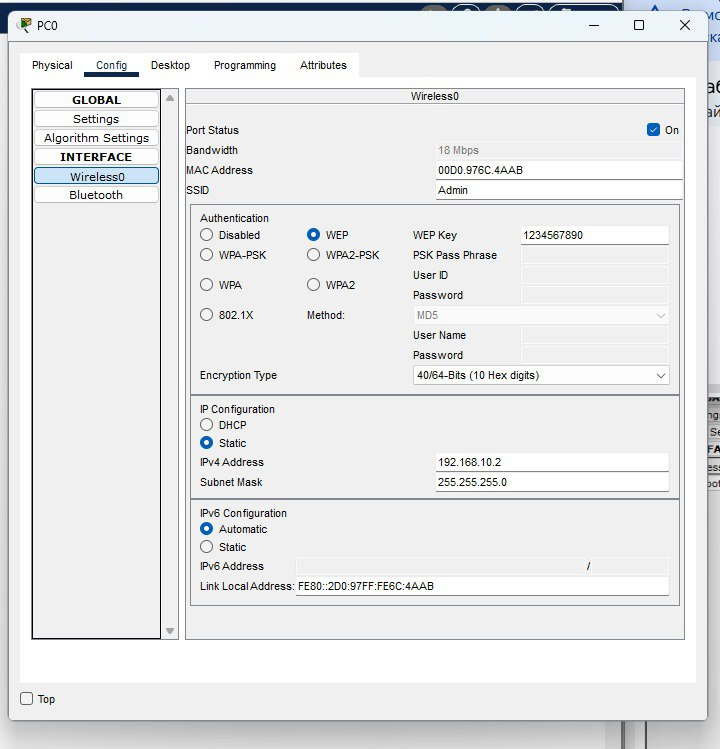 PC0
Physical Config Desktop Programming Attributes
GLOBAL
Settings
Algorithm Settings
INTERFACE
Wireless0
Bluetooth
Wireless0
Port Status On
Bandwidth 18 Mbps
MAC Address 00D0.976C.4AAB
SSID Admin
Authentication
Disabled WEP WEP Key 1234567890
WPA-PSK WPA2-PSK PSK Pass Phrase
User ID
WPA WPA2 Password
802.1X Method: MD5
User Name
Password
Encryption Type 40/64-Bits (10 Hex digits)
IP Configuration
DHCP
Static
IPv4 Address 192.168.10.2
Subnet Mask 255.255.255.0
IPv6 Configuration
Automatic
Static
IPv6 Address /
Link Local Address: FE80::2D0:97FF:FE6C:4AAB
Top